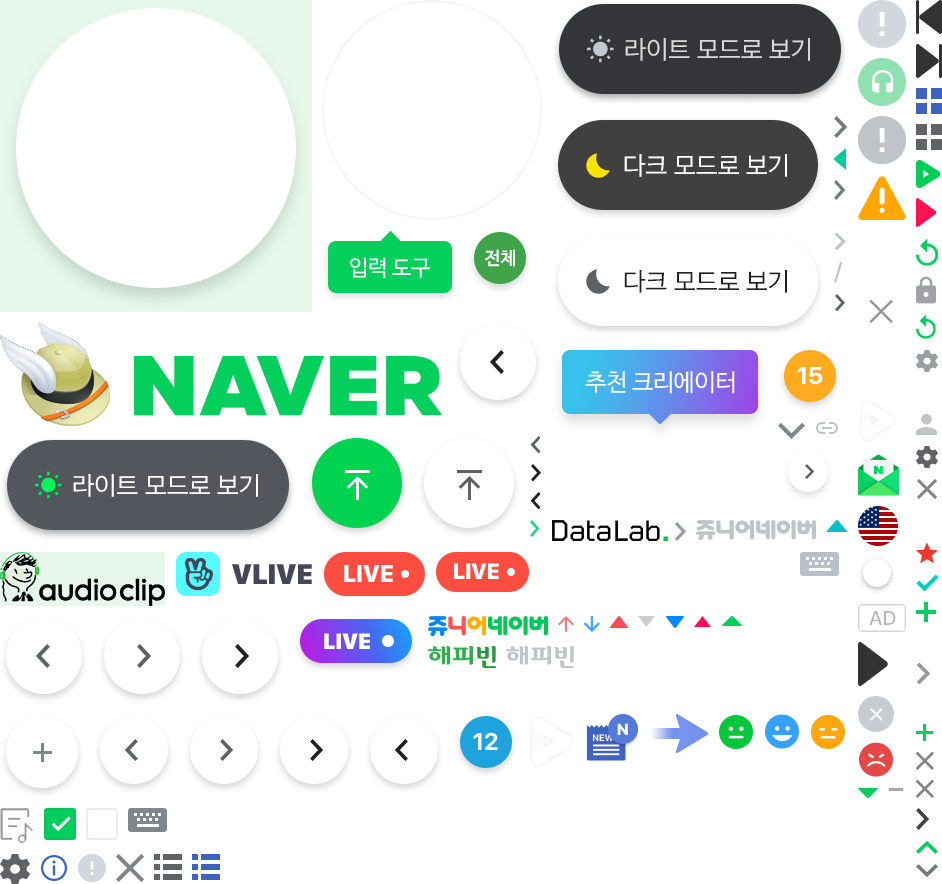 라이트 모드로 보기
다크 모드로 보기
입력 도구
전체
다크 모드로 보기
NAVER
추천 크리에이터
15
라이트 모드로 보기
N
DataLab.
쥬니어네이버
audioclip
VLIVE
LIVE
LIVE
AD
LIVE
쥬니어네이버
해피빈
해피빈
12
NEW
N